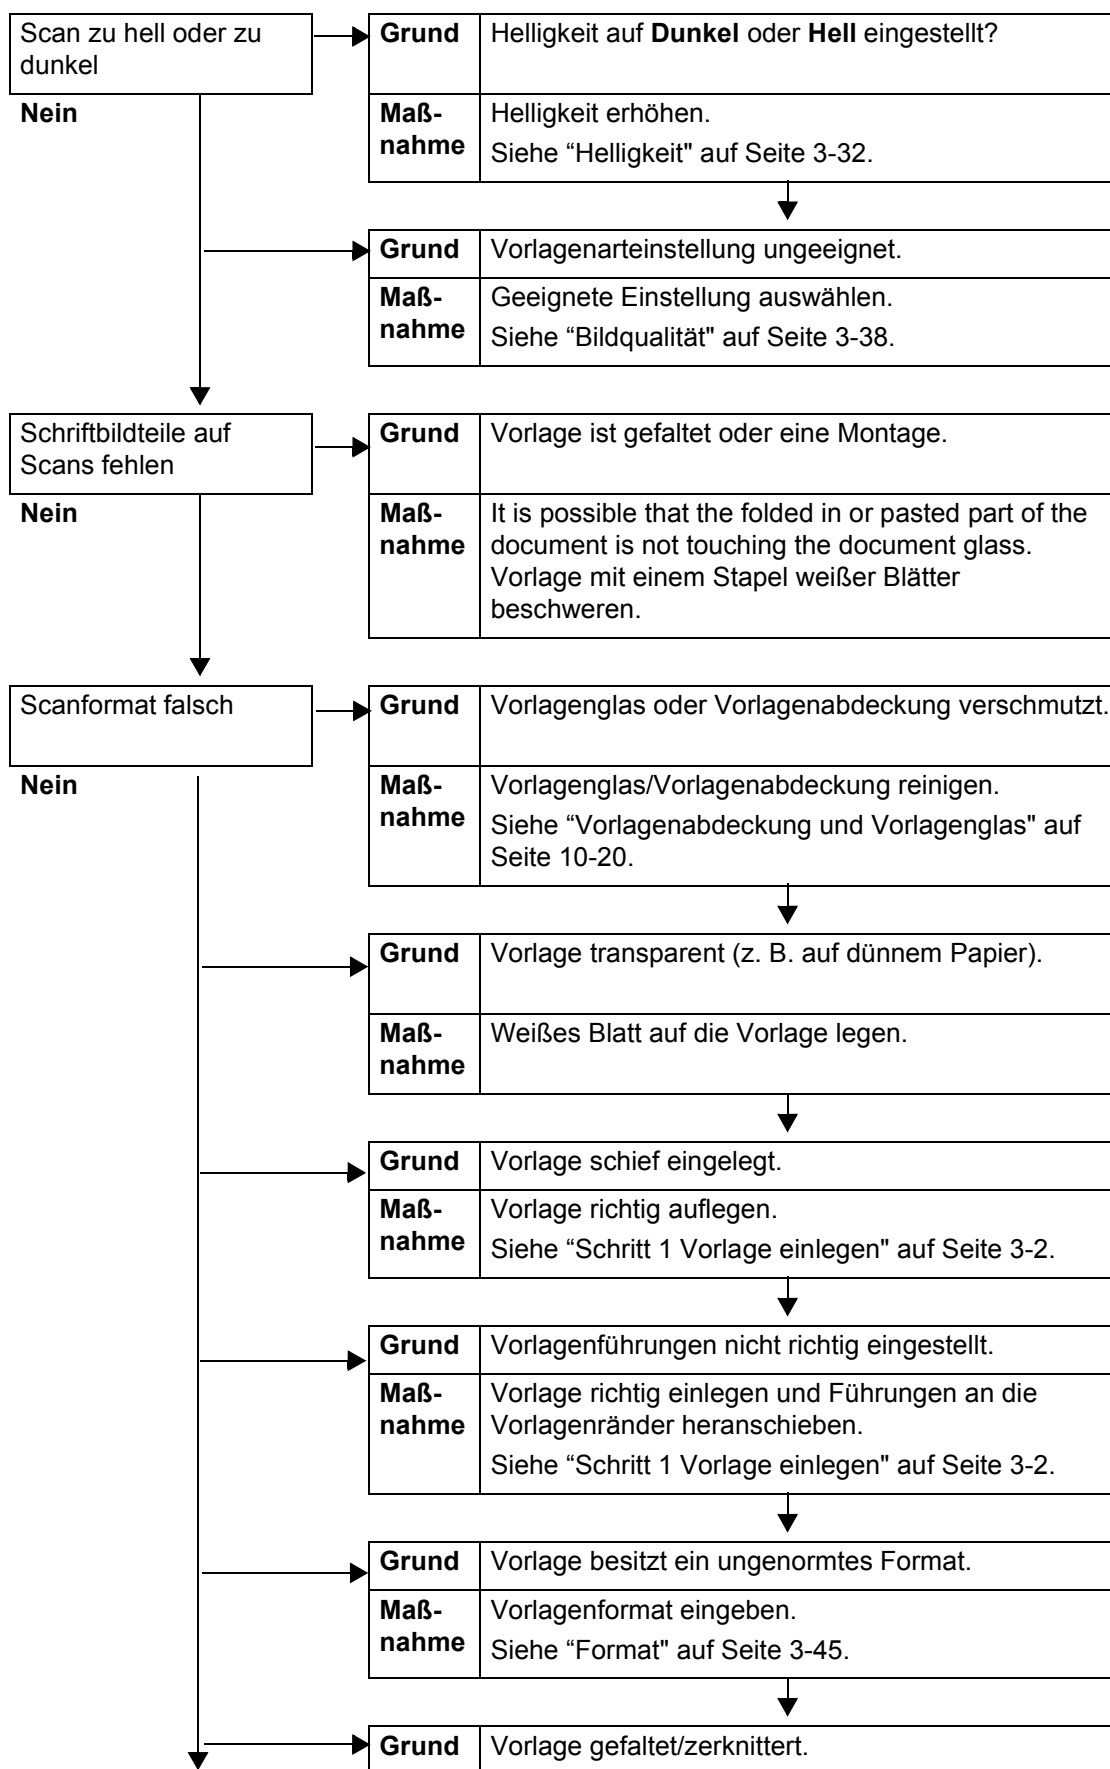 Scan zu hell oder zu
dunkel
Grund
Helligkeit auf Dunkel oder Hell eingestellt?
Nein
Maß-
nahme
Helligkeit erhöhen.
Siehe “Helligkeit" auf Seite 3-32.
Grund
Vorlagenarteinstellung ungeeignet.
Maß-
nahme
Geeignete Einstellung auswählen.
Siehe “Bildqualität" auf Seite 3-38.
Schriftbildteile auf
Scans fehlen
Grund
Vorlage ist gefaltet oder eine Montage.
Nein
Maß-
nahme
It is possible that the folded in or pasted part of the
document is not touching the document glass.
Vorlage mit einem Stapel weißer Blätter
beschweren.
Scanformat falsch
Grund
Vorlagenglas oder Vorlagenabdeckung verschmutzt.
Nein
Maß-
nahme
Vorlagenglas/Vorlagenabdeckung reinigen.
Siehe “Vorlagenabdeckung und Vorlagenglas" auf
Seite 10-20.
Grund
Vorlage transparent (z. B. auf dünnem Papier).
Maß-
nahme
Weißes Blatt auf die Vorlage legen.
Grund
Vorlage schief eingelegt.
Maß-
nahme
Vorlage richtig auflegen.
Siehe “Schritt 1 Vorlage einlegen" auf Seite 3-2.
Grund
Vorlagenführungen nicht richtig eingestellt.
Maß-
nahme
Vorlage richtig einlegen und Führungen an die
Vorlagenränder heranschieben.
Siehe “Schritt 1 Vorlage einlegen" auf Seite 3-2.
Grund
Vorlage besitzt ein ungenormtes Format.
Maß-
nahme
Vorlagenformat eingeben.
Siehe “Format" auf Seite 3-45.
Grund
Vorlage gefaltet/zerknittert.